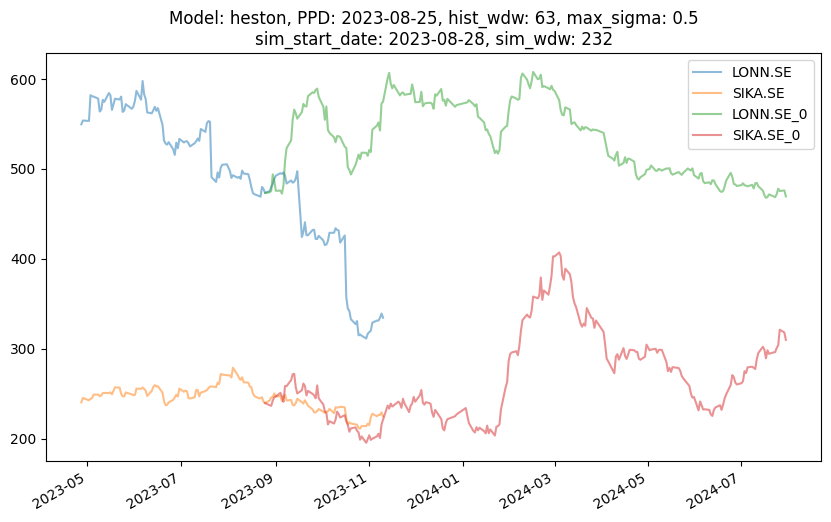 Model: heston, PPD: 2023-08-25, hist_wdw: 63, max_sigma: 0.5
sim_start_date: 2023-08-28, sim_wdw: 232
LONN.SE
SIKA.SE
LONN.SE_0
SIKA.SE_0
600
500
400
300
200
2023-05
2023-07
2023-09
2023-11
2024-01
2024-03
2024-05
2024-07